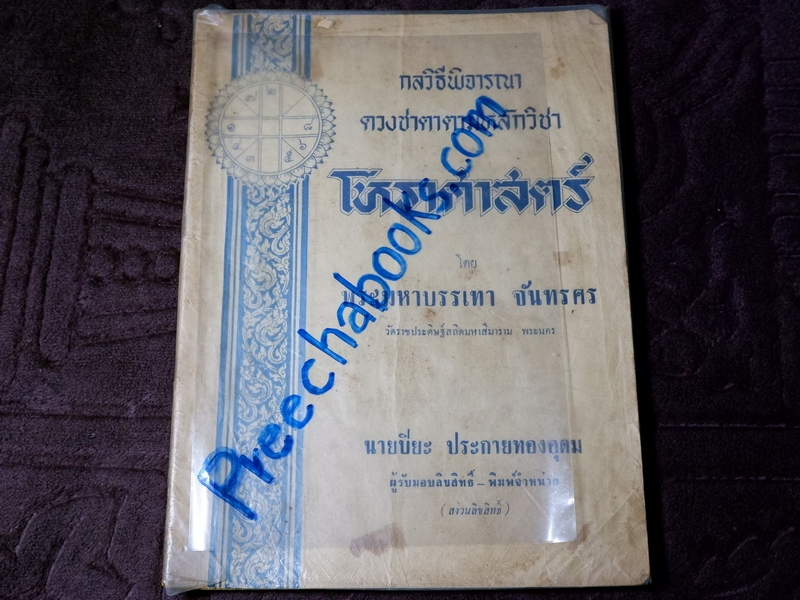 กลวิธีพิจารณา
ดวงชาตาตามหลักวิชา
โหราศาสตร์
โดย
พระมหาบรรเทา จันทรศร
วัดราชประดิษฐ์สถิตมหาสีมาราม พระนคร
นายปิยะ ประกายทองอุดม
ผู้รับมอบลิขสิทธิ์ – พิมพ์จำหน่าย
( สงวนลิขสิทธิ์ )
Preechabooks.com